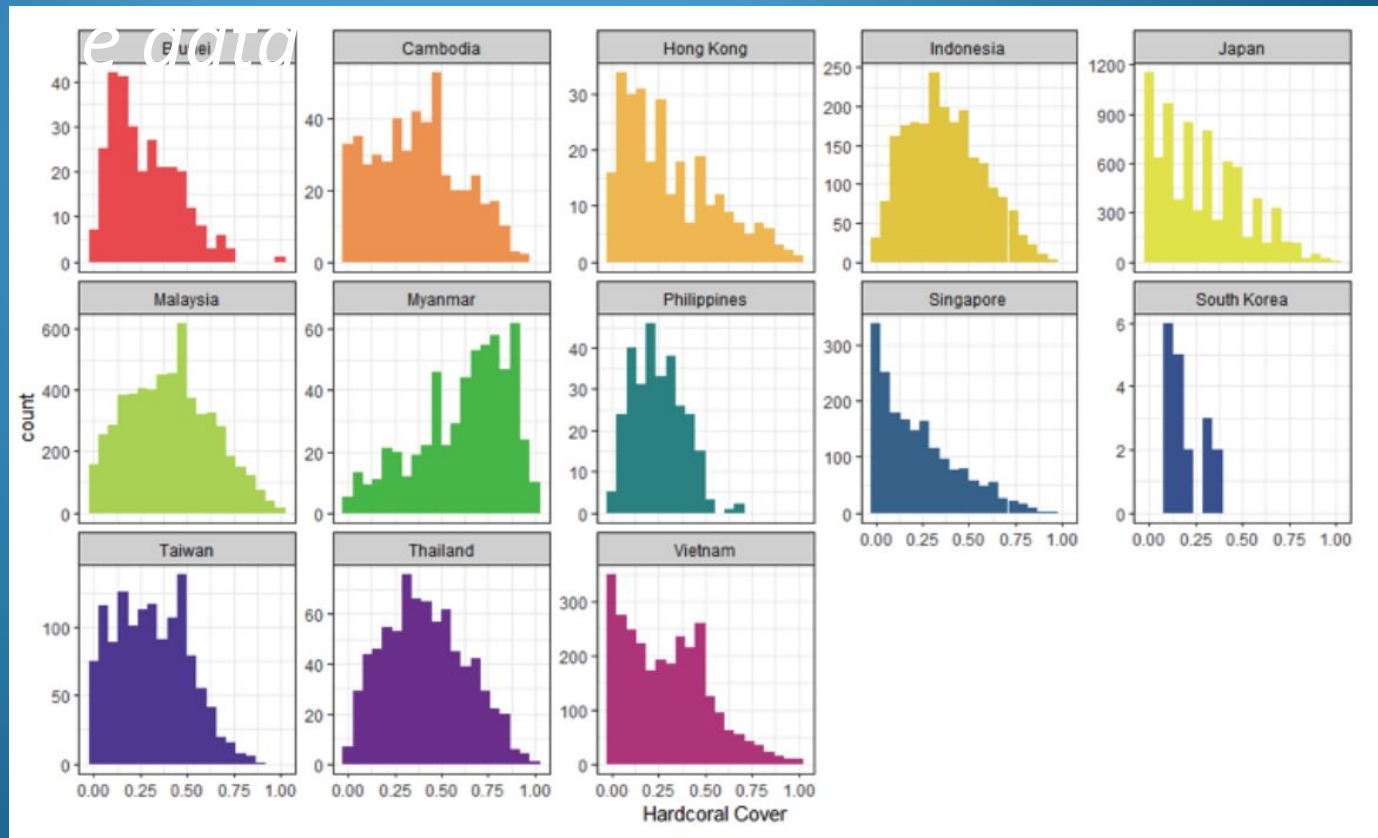 e data
Brunei
Cambodia
Hong Kong
Indonesia
Japan
40
30
20
10
0
40
20
0
30
20
10
0
250
200
150
100
50
0
1200
900
600
300
0
Malaysia
Myanmar
Philippines
Singapore
South Korea
count
600
400
200
0
60
40
20
0
40
30
20
10
0
300
200
100
0
6
4
2
0
0.00 0.25 0.50 0.75 1.00
0.00 0.25 0.50 0.75 1.00
Taiwan
Thailand
Vietnam
100
50
0
60
40
20
0
300
200
100
0
0.00 0.25 0.50 0.75 1.00
0.00 0.25 0.50 0.75 1.00
0.00 0.25 0.50 0.75 1.00
Hardcoral Cover